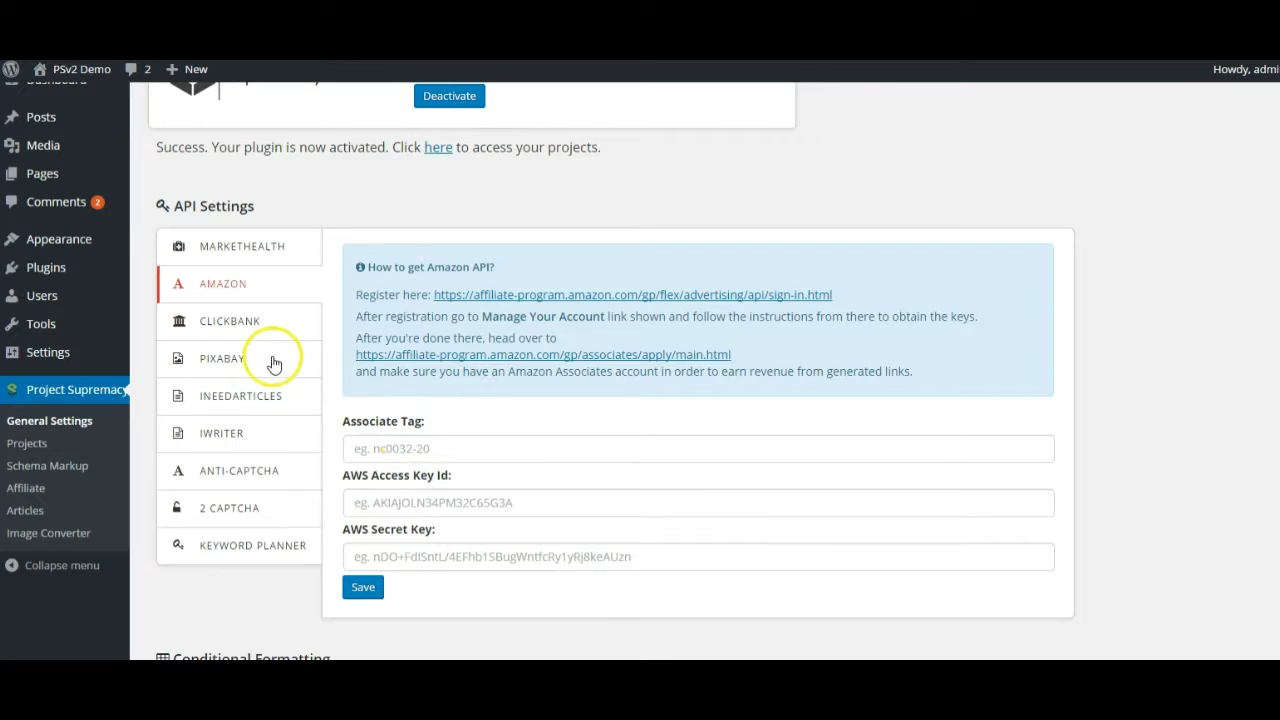 PSv2 Demo
2
New
Howdy, admi
Dashboard
Posts
Media
Pages
Comments 2
Appearance
Plugins
Users
Tools
Settings
Project Supremacy
General Settings
Projects
Schema Markup
Affiliate
Articles
Image Converter
Collapse menu
Deactivate
Success. Your plugin is now activated. Click here to access your projects.
API Settings
MARKETHEALTH
AMAZON
CLICKBANK
PIXABAY
INEEDARTICLES
IWRITER
ANTI-CAPTCHA
2 CAPTCHA
KEYWORD PLANNER
How to get Amazon API?
Register here: https://affiliate-program.amazon.com/gp/flex/advertising/api/sign-in.html
After registration go to Manage Your Account link shown and follow the instructions from there to obtain the keys.
After you're done there, head over to
https://affiliate-program.amazon.com/gp/associates/apply/main.html
and make sure you have an Amazon Associates account in order to earn revenue from generated links.
Associate Tag:
eg. nc0032-20
AWS Access Key Id:
eg. AKIAJOLN34PM32C65G3A
AWS Secret Key:
eg. 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
Save
Conditional Formatting